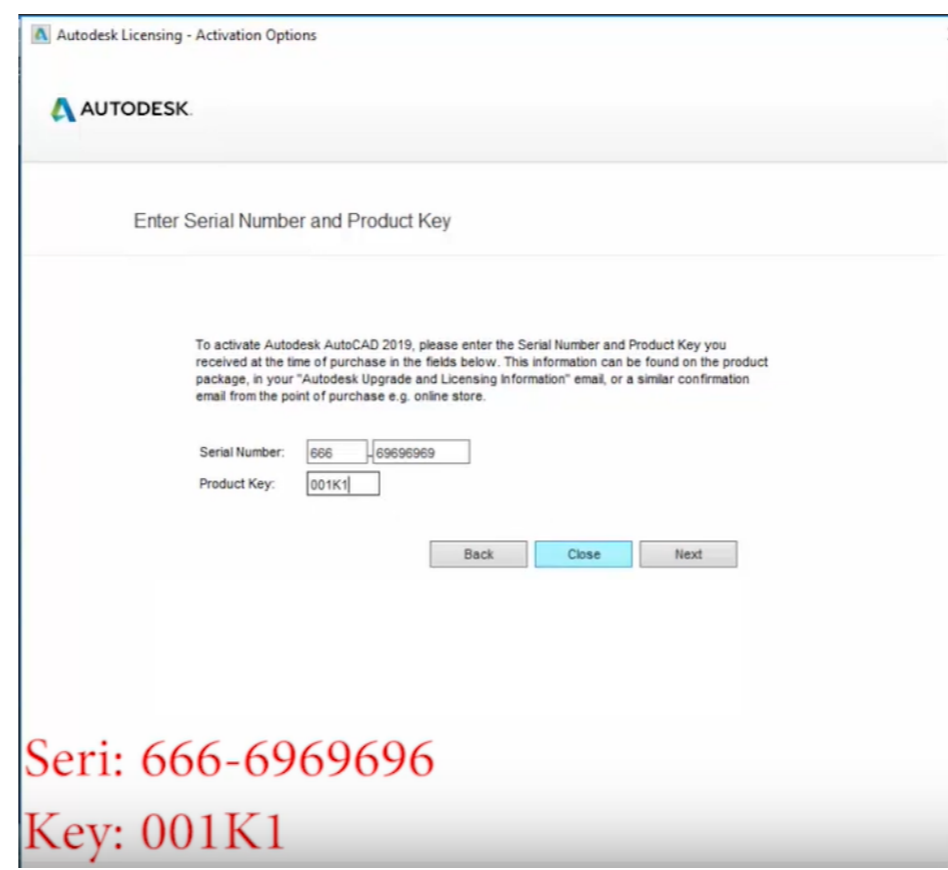 Autodesk Licensing - Activation Options
AUTODESK.
Enter Serial Number and Product Key
To activate Autodesk AutoCAD 2019, please enter the Serial Number and Product Key you
received at the time of purchase in the fields below. This information can be found on the product
package, in your "Autodesk Upgrade and Licensing Information" email, or a similar confirmation
email from the point of purchase e.g. online store.
Serial Number: 666 - 69696969
Product Key: 001K1
Back Close Next
Seri: 666-6969696
Key: 001K1